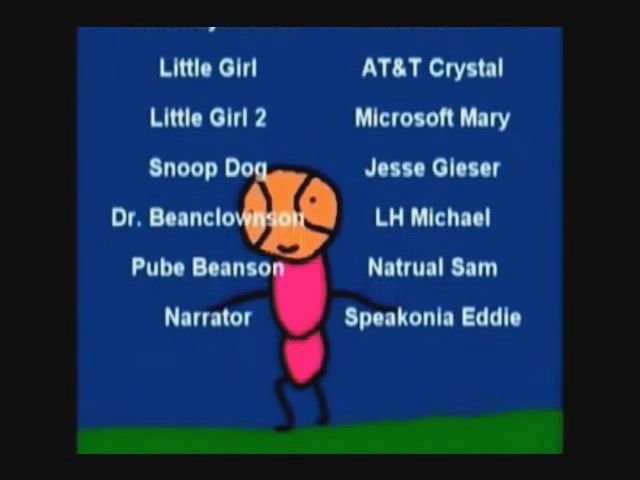 Little Girl AT&T Crystal
Little Girl 2 Microsoft Mary
Snoop Dog Jesse Gieser
Dr. Beanclownson LH Michael
Pube Beanson Natrual Sam
Narrator Speakonia Eddie